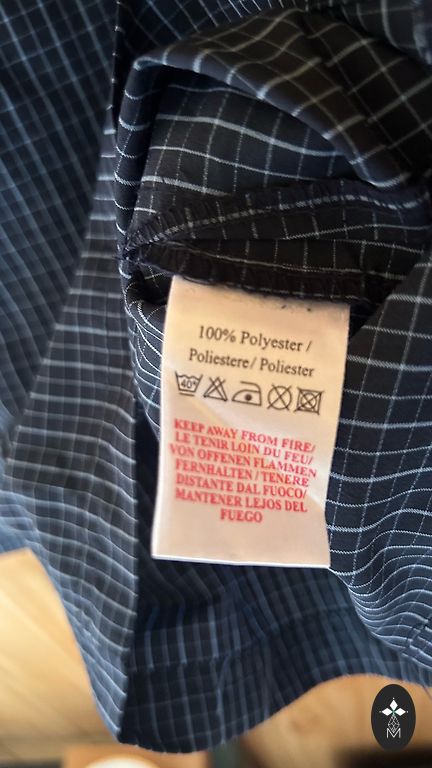 100% Polyester /
Poliestere/ Poliester
40°
KEEP AWAY FROM FIRE/
LE TENIR LOIN DU FEU/
VON OFFENEN FLAMMEN
FERNHALTEN / TENERE
DISTANTE DAL FUOCO/
MANTENER LEJOS DEL
FUEGO
M